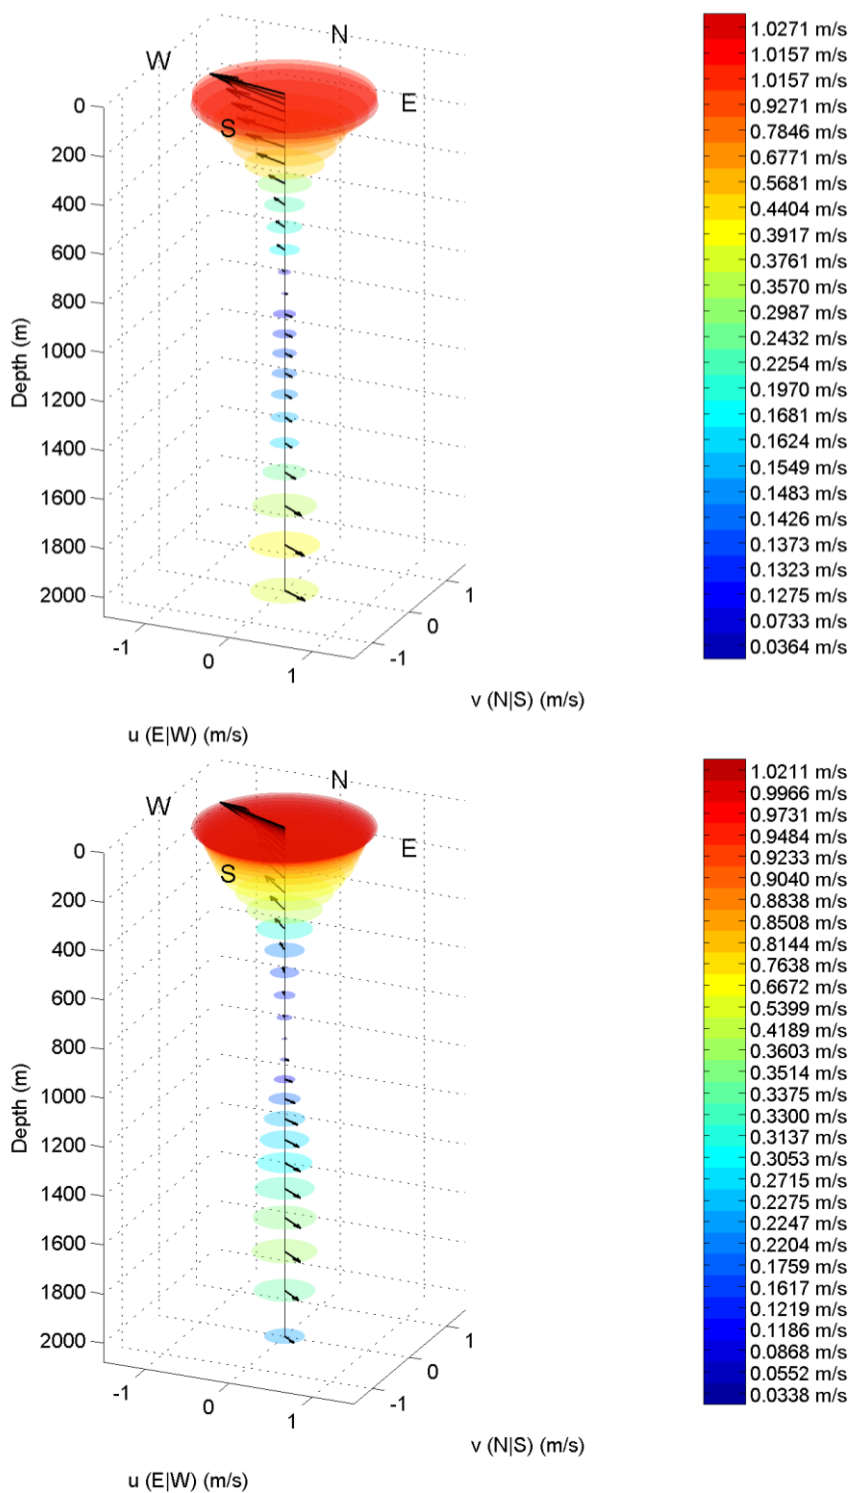 N
W
E
S
0
200
400
600
800
1000
1200
1400
1600
1800
2000
Depth (m)
-1
0
1
1
0
-1
v (N|S) (m/s)
u (E|W) (m/s)
1.0271 m/s
1.0157 m/s
1.0157 m/s
0.9271 m/s
0.7846 m/s
0.6771 m/s
0.5681 m/s
0.4404 m/s
0.3917 m/s
0.3761 m/s
0.3570 m/s
0.2987 m/s
0.2432 m/s
0.2254 m/s
0.1970 m/s
0.1681 m/s
0.1624 m/s
0.1549 m/s
0.1483 m/s
0.1426 m/s
0.1373 m/s
0.1323 m/s
0.1275 m/s
0.0733 m/s
0.0364 m/s
N
W
E
S
0
200
400
600
800
1000
1200
1400
1600
1800
2000
Depth (m)
-1
0
1
1
0
-1
v (N|S) (m/s)
u (E|W) (m/s)
1.0211 m/s
0.9966 m/s
0.9731 m/s
0.9484 m/s
0.9233 m/s
0.9040 m/s
0.8838 m/s
0.8508 m/s
0.8144 m/s
0.7638 m/s
0.6672 m/s
0.5399 m/s
0.4189 m/s
0.3603 m/s
0.3514 m/s
0.3375 m/s
0.3300 m/s
0.3137 m/s
0.3053 m/s
0.2715 m/s
0.2275 m/s
0.2247 m/s
0.2204 m/s
0.1759 m/s
0.1617 m/s
0.1219 m/s
0.1186 m/s
0.0868 m/s
0.0552 m/s
0.0338 m/s